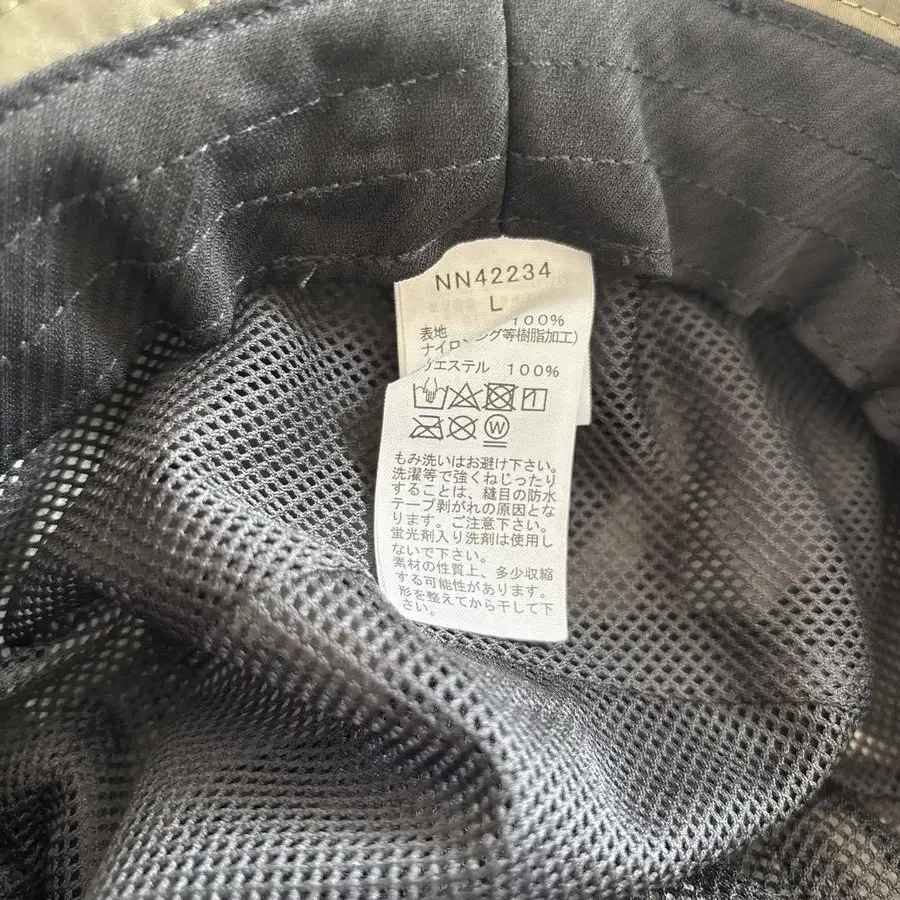 NN42234
L
表地 100%
グ等樹脂加工)
エステル 100%
W
もみ洗いはお避け下さい。
洗濯等で強くねじったり
することは、縫目の防水
テープ剥がれの原因とな
ります。ご注意下さい。
蛍光剤入り洗剤は使用し
ないで下さい。
素材の性質上、多少収縮
する可能性があります。
形を整えてから干して下
さい。